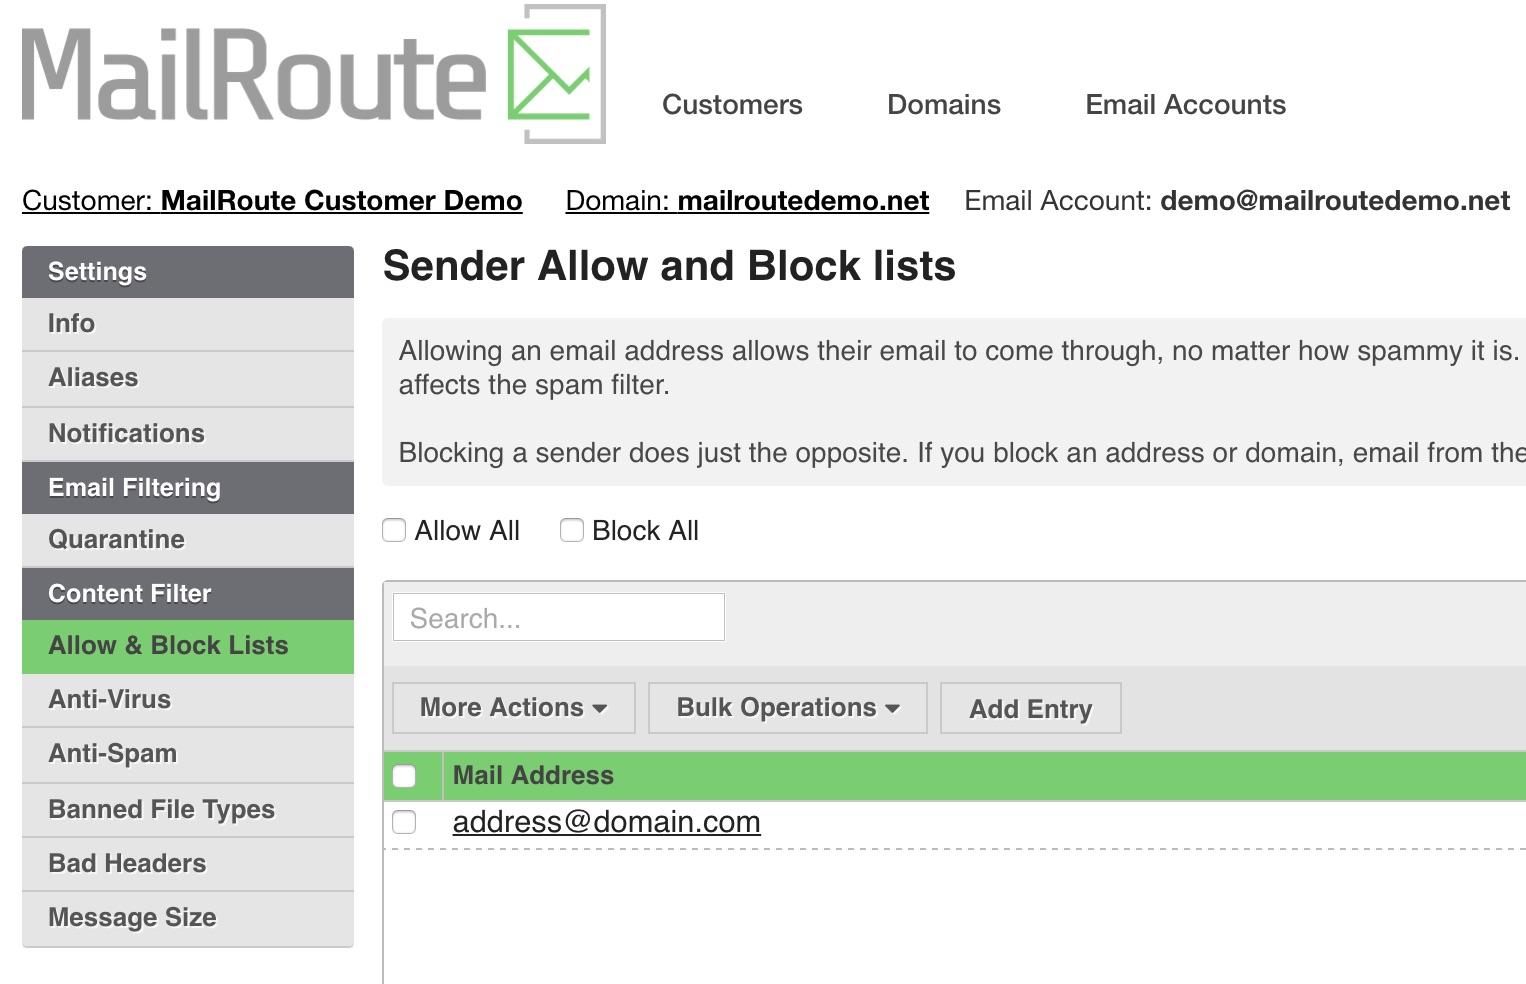 MailRoute
Customers Domains Email Accounts
Customer: MailRoute Customer Demo Domain: mailroutedemo.net Email Account: demo@mailroutedemo.net
Settings
Info
Aliases
Notifications
Email Filtering
Quarantine
Content Filter
Allow & Block Lists
Anti-Virus
Anti-Spam
Banned File Types
Bad Headers
Message Size
Sender Allow and Block lists
Allowing an email address allows their email to come through, no matter how spammy it is.
affects the spam filter.
Blocking a sender does just the opposite. If you block an address or domain, email from the
Allow All Block All
Search...
More Actions Bulk Operations Add Entry
Mail Address
address@domain.com